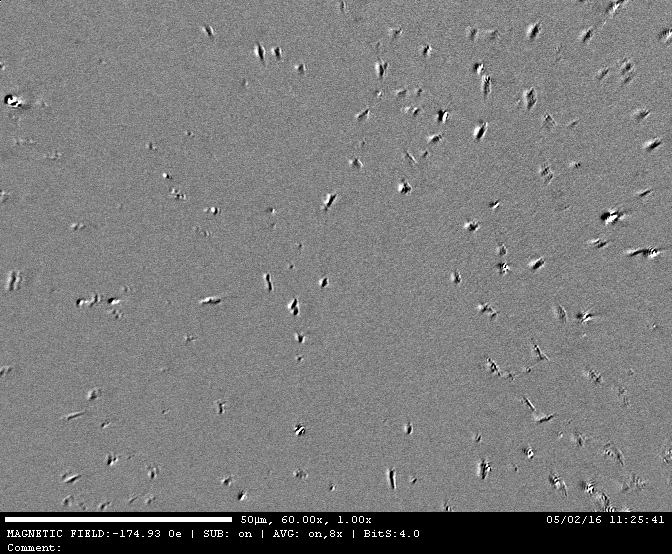 50µm, 60.00x, 1.00x 05/02/16 11:25:41
MAGNETIC FIELD:-174.93 Oe | SUB: on | AVG: on,8x | BitS:4.0
Comment: